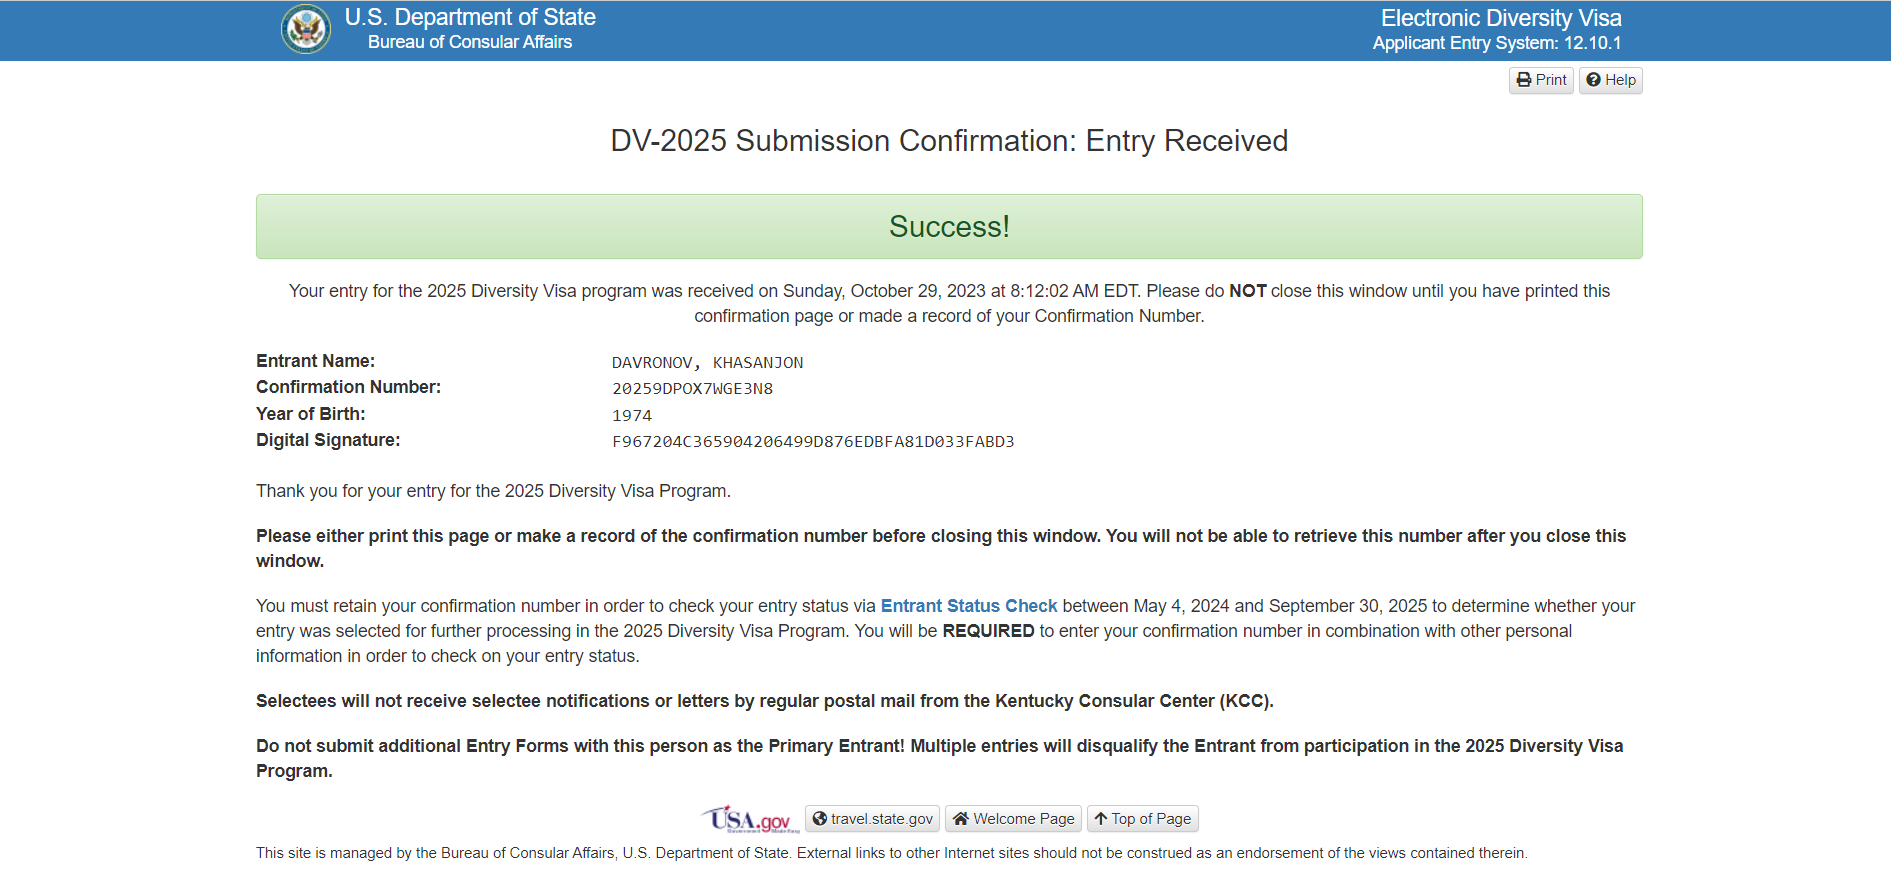 U.S. Department of State
Bureau of Consular Affairs
Electronic Diversity Visa
Applicant Entry System: 12.10.1
Print
Help
DV-2025 Submission Confirmation: Entry Received
Success!
Your entry for the 2025 Diversity Visa program was received on Sunday, October 29, 2023 at 8:12:02 AM EDT. Please do NOT close this window until you have printed this
confirmation page or made a record of your Confirmation Number.
Entrant Name: DAVRONOV, KHASANJON
Confirmation Number: 20259DPOX7WGE3N8
Year of Birth: 1974
Digital Signature: F967204C365904206499D876EDBFA81D033FABD3
Thank you for your entry for the 2025 Diversity Visa Program.
Please either print this page or make a record of the confirmation number before closing this window. You will not be able to retrieve this number after you close this
window.
You must retain your confirmation number in order to check your entry status via Entrant Status Check between May 4, 2024 and September 30, 2025 to determine whether your
entry was selected for further processing in the 2025 Diversity Visa Program. You will be REQUIRED to enter your confirmation number in combination with other personal
information in order to check on your entry status.
Selectees will not receive selectee notifications or letters by regular postal mail from the Kentucky Consular Center (KCC).
Do not submit additional Entry Forms with this person as the Primary Entrant! Multiple entries will disqualify the Entrant from participation in the 2025 Diversity Visa
Program.
USA.gov
travel.state.gov
Welcome Page
Top of Page
This site is managed by the Bureau of Consular Affairs, U.S. Department of State. External links to other Internet sites should not be construed as an endorsement of the views contained therein.